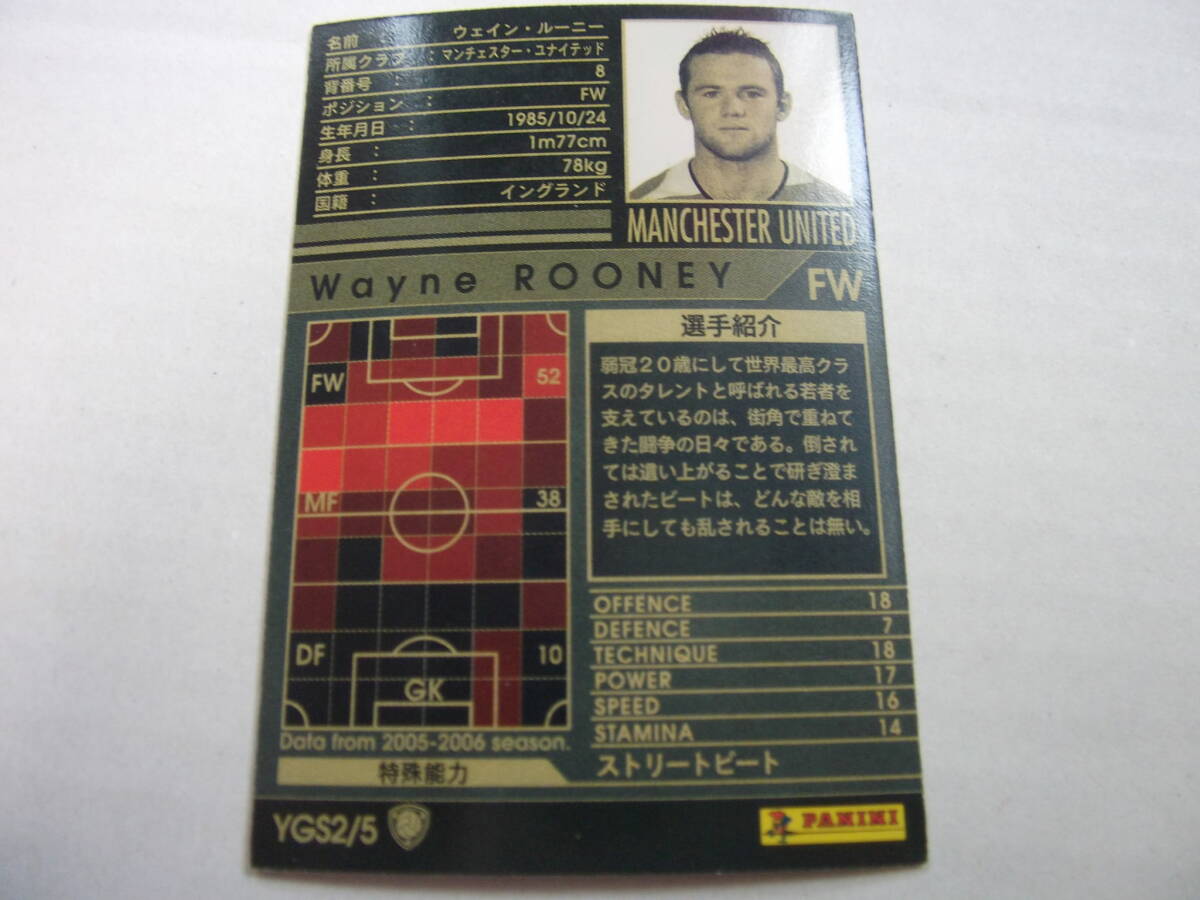 名前 : ウェイン・ルーニー
所属クラブ : マンチェスター・ユナイテッド
背番号 : 8
ポジション : FW
生年月日 : 1985/10/24
身長 : 1m77cm
体重 : 78kg
国籍 : イングランド
MANCHESTER UNITED
Wayne ROONEY FW
FW 52
MF 38
DF 10
GK
Data from 2005-2006 season.
選手紹介
弱冠20歳にして世界最高クラ
スのタレントと呼ばれる若者を
支えているのは、街角で重ねて
きた闘争の日々である。倒され
ては這い上がることで研ぎ澄ま
されたビートは、どんな敵を相
手にしても乱されることは無い。
OFFENCE 18
DEFENCE 7
TECHNIQUE 18
POWER 17
SPEED 16
STAMINA 14
特殊能力 ストリートビート
YGS2/5
PANINI